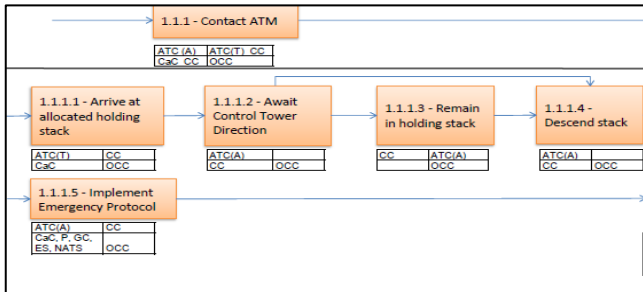 1.1.1 - Contact ATM
ATC (A) ATC(T) CC
CaC CC OCC
1.1.1.1 - Arrive at
allocated holding
stack
1.1.1.2 - Await
Control Tower
Direction
1.1.1.3 - Remain
in holding stack
1.1.1.4 -
Descend stack
ATC(T) CC
CaC OCC
ATC(A)
CC OCC
CC ATC(A)
OCC
ATC(A)
CC OCC
1.1.1.5 - Implement
Emergency Protocol
ATC(A) CC
CaC, P, GC,
ES, NATS OCC